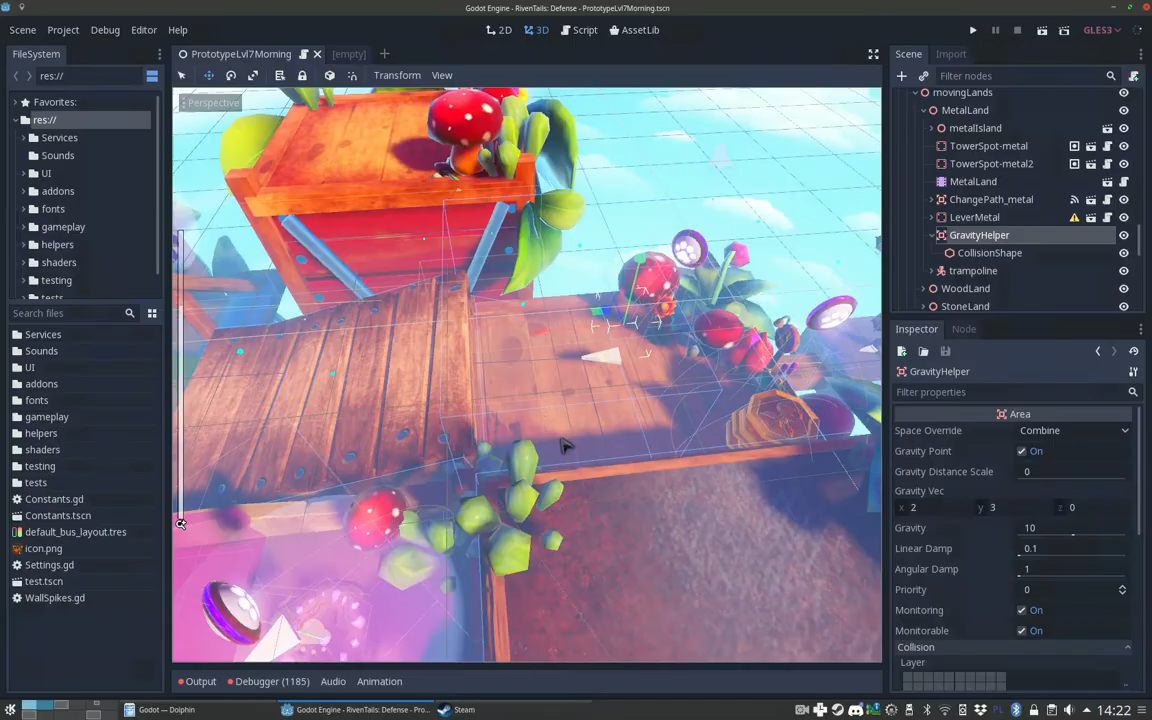 Godot Engine - RivenTails: Defense - PrototypeLvl7Morning.tscn
Scene Project Debug Editor Help
2D 3D Script AssetLib
GLES3
FileSystem
PrototypeLvl7Morning
[empty]
Scene Import
res://
Transform View
Filter nodes
Perspective
Favorites:
res://
Services
Sounds
UI
addons
fonts
gameplay
helpers
shaders
testing
tests
Search files
Services
Sounds
UI
addons
fonts
gameplay
helpers
shaders
testing
tests
Constants.gd
Constants.tscn
default_bus_layout.tres
icon.png
Settings.gd
test.tscn
WallSpikes.gd
movingLands
MetalLand
metalIsland
TowerSpot-metal
TowerSpot-metal2
MetalLand
ChangePath_metal
LeverMetal
GravityHelper
CollisionShape
trampoline
WoodLand
StoneLand
Inspector Node
GravityHelper
Filter properties
Area
Space Override Combine
Gravity Point On
Gravity Distance Scale 0
Gravity Vec
x 2 y 3 z 0
Gravity 10
Linear Damp 0.1
Angular Damp 1
Priority 0
Monitoring On
Monitorable On
Collision
Layer
Output Debugger (1185) Audio Animation
Godot — Dolphin
Godot Engine - RivenTails: Defense - Pro...
Steam
PL
14:22